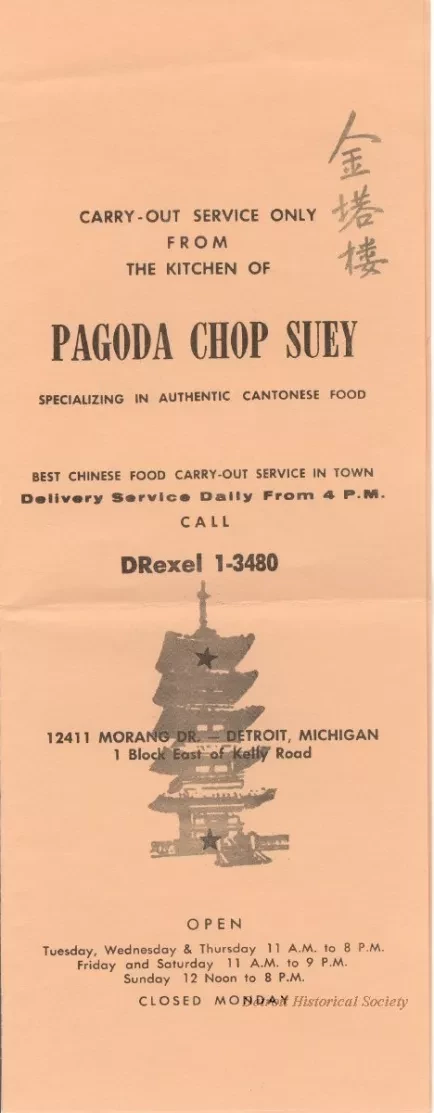 金塔楼
CARRY-OUT SERVICE ONLY
FROM
THE KITCHEN OF
PAGODA CHOP SUEY
SPECIALIZING IN AUTHENTIC CANTONESE FOOD
BEST CHINESE FOOD CARRY-OUT SERVICE IN TOWN
Delivery Service Daily From 4 P.M.
CALL
DRexel 1-3480
12411 MORANG DR. — DETROIT, MICHIGAN
1 Block East of Kelly Road
OPEN
Tuesday, Wednesday & Thursday 11 A.M. to 8 P.M.
Friday and Saturday 11 A.M. to 9 P.M.
Sunday 12 Noon to 8 P.M.
CLOSED MONDAY
Detroit Historical Society